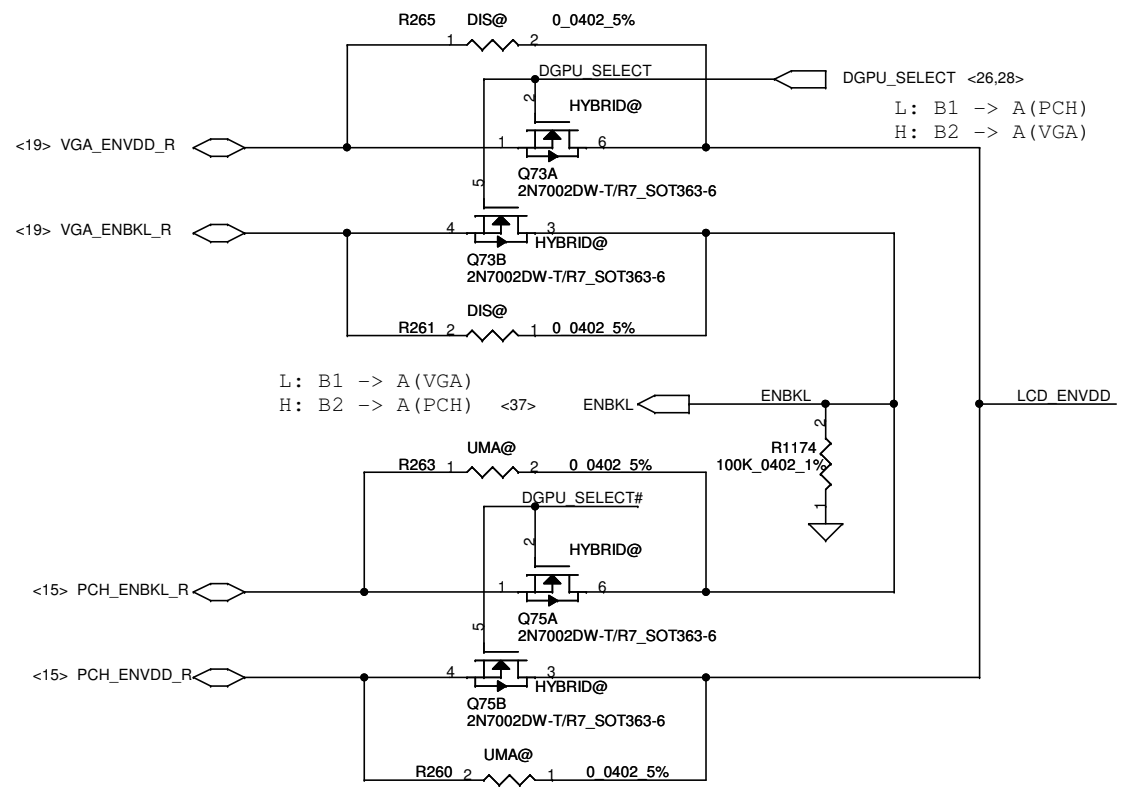 R265 DIS@ 0_0402_5%
1 2
DGPU_SELECT
DGPU_SELECT <26,28>
2
HYBRID@
L: B1 -> A(PCH)
H: B2 -> A(VGA)
<19> VGA_ENVDD_R
1 6
Q73A
2N7002DW-T/R7_SOT363-6
5
<19> VGA_ENBKL_R
4 3
HYBRID@
Q73B
2N7002DW-T/R7_SOT363-6
DIS@
R261 2 1 0_0402_5%
L: B1 -> A(VGA)
H: B2 -> A(PCH) <37> ENBKL
ENBKL
LCD_ENVDD
2
R1174
100K_0402_1%
1
UMA@
R263 1 2 0_0402_5%
DGPU_SELECT#
2
HYBRID@
<15> PCH_ENBKL_R
1 6
Q75A
2N7002DW-T/R7_SOT363-6
5
<15> PCH_ENVDD_R
4 3
HYBRID@
Q75B
2N7002DW-T/R7_SOT363-6
UMA@
R260 2 1 0_0402_5%